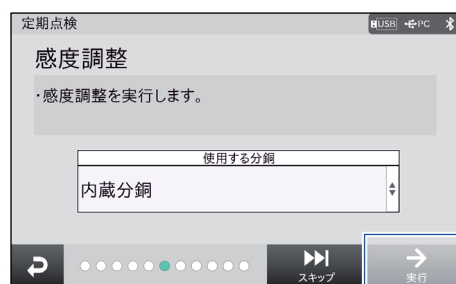 定期点検
USB PC
感度調整
・感度調整を実行します。
使用する分銅
内蔵分銅
スキップ
実行